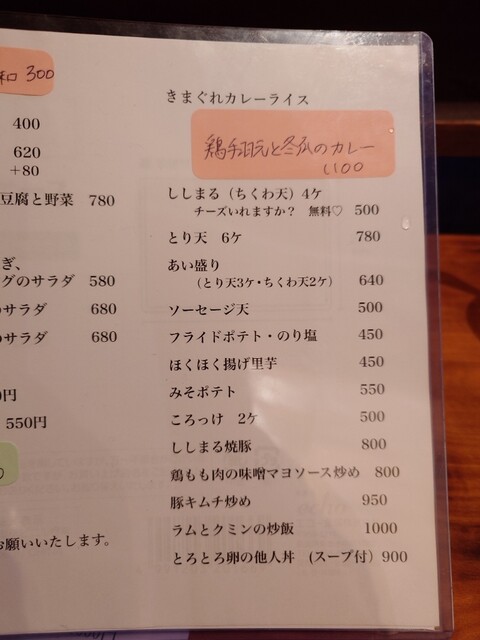 和 300
400
620
+80
豆腐と野菜 780
ぎ、
グのサラダ 580
のサラダ 680
のサラダ 680
0円
550円
お願いいたします。
きまぐれカレーライス
鶏手羽元と冬瓜のカレー
1100
ししまる（ちくわ天）4ケ
チーズいれますか？ 無料♡ 500
とり天 6ケ 780
あい盛り
（とり天3ケ・ちくわ天2ケ） 640
ソーセージ天 500
フライドポテト・のり塩 450
ほくほく揚げ里芋 450
みそポテト 550
ころっけ 2ケ 500
ししまる焼豚 800
鶏もも肉の味噌マヨソース炒め 800
豚キムチ炒め 950
ラムとクミンの炒飯 1000
とろとろ卵の他人丼 (スープ付) 900